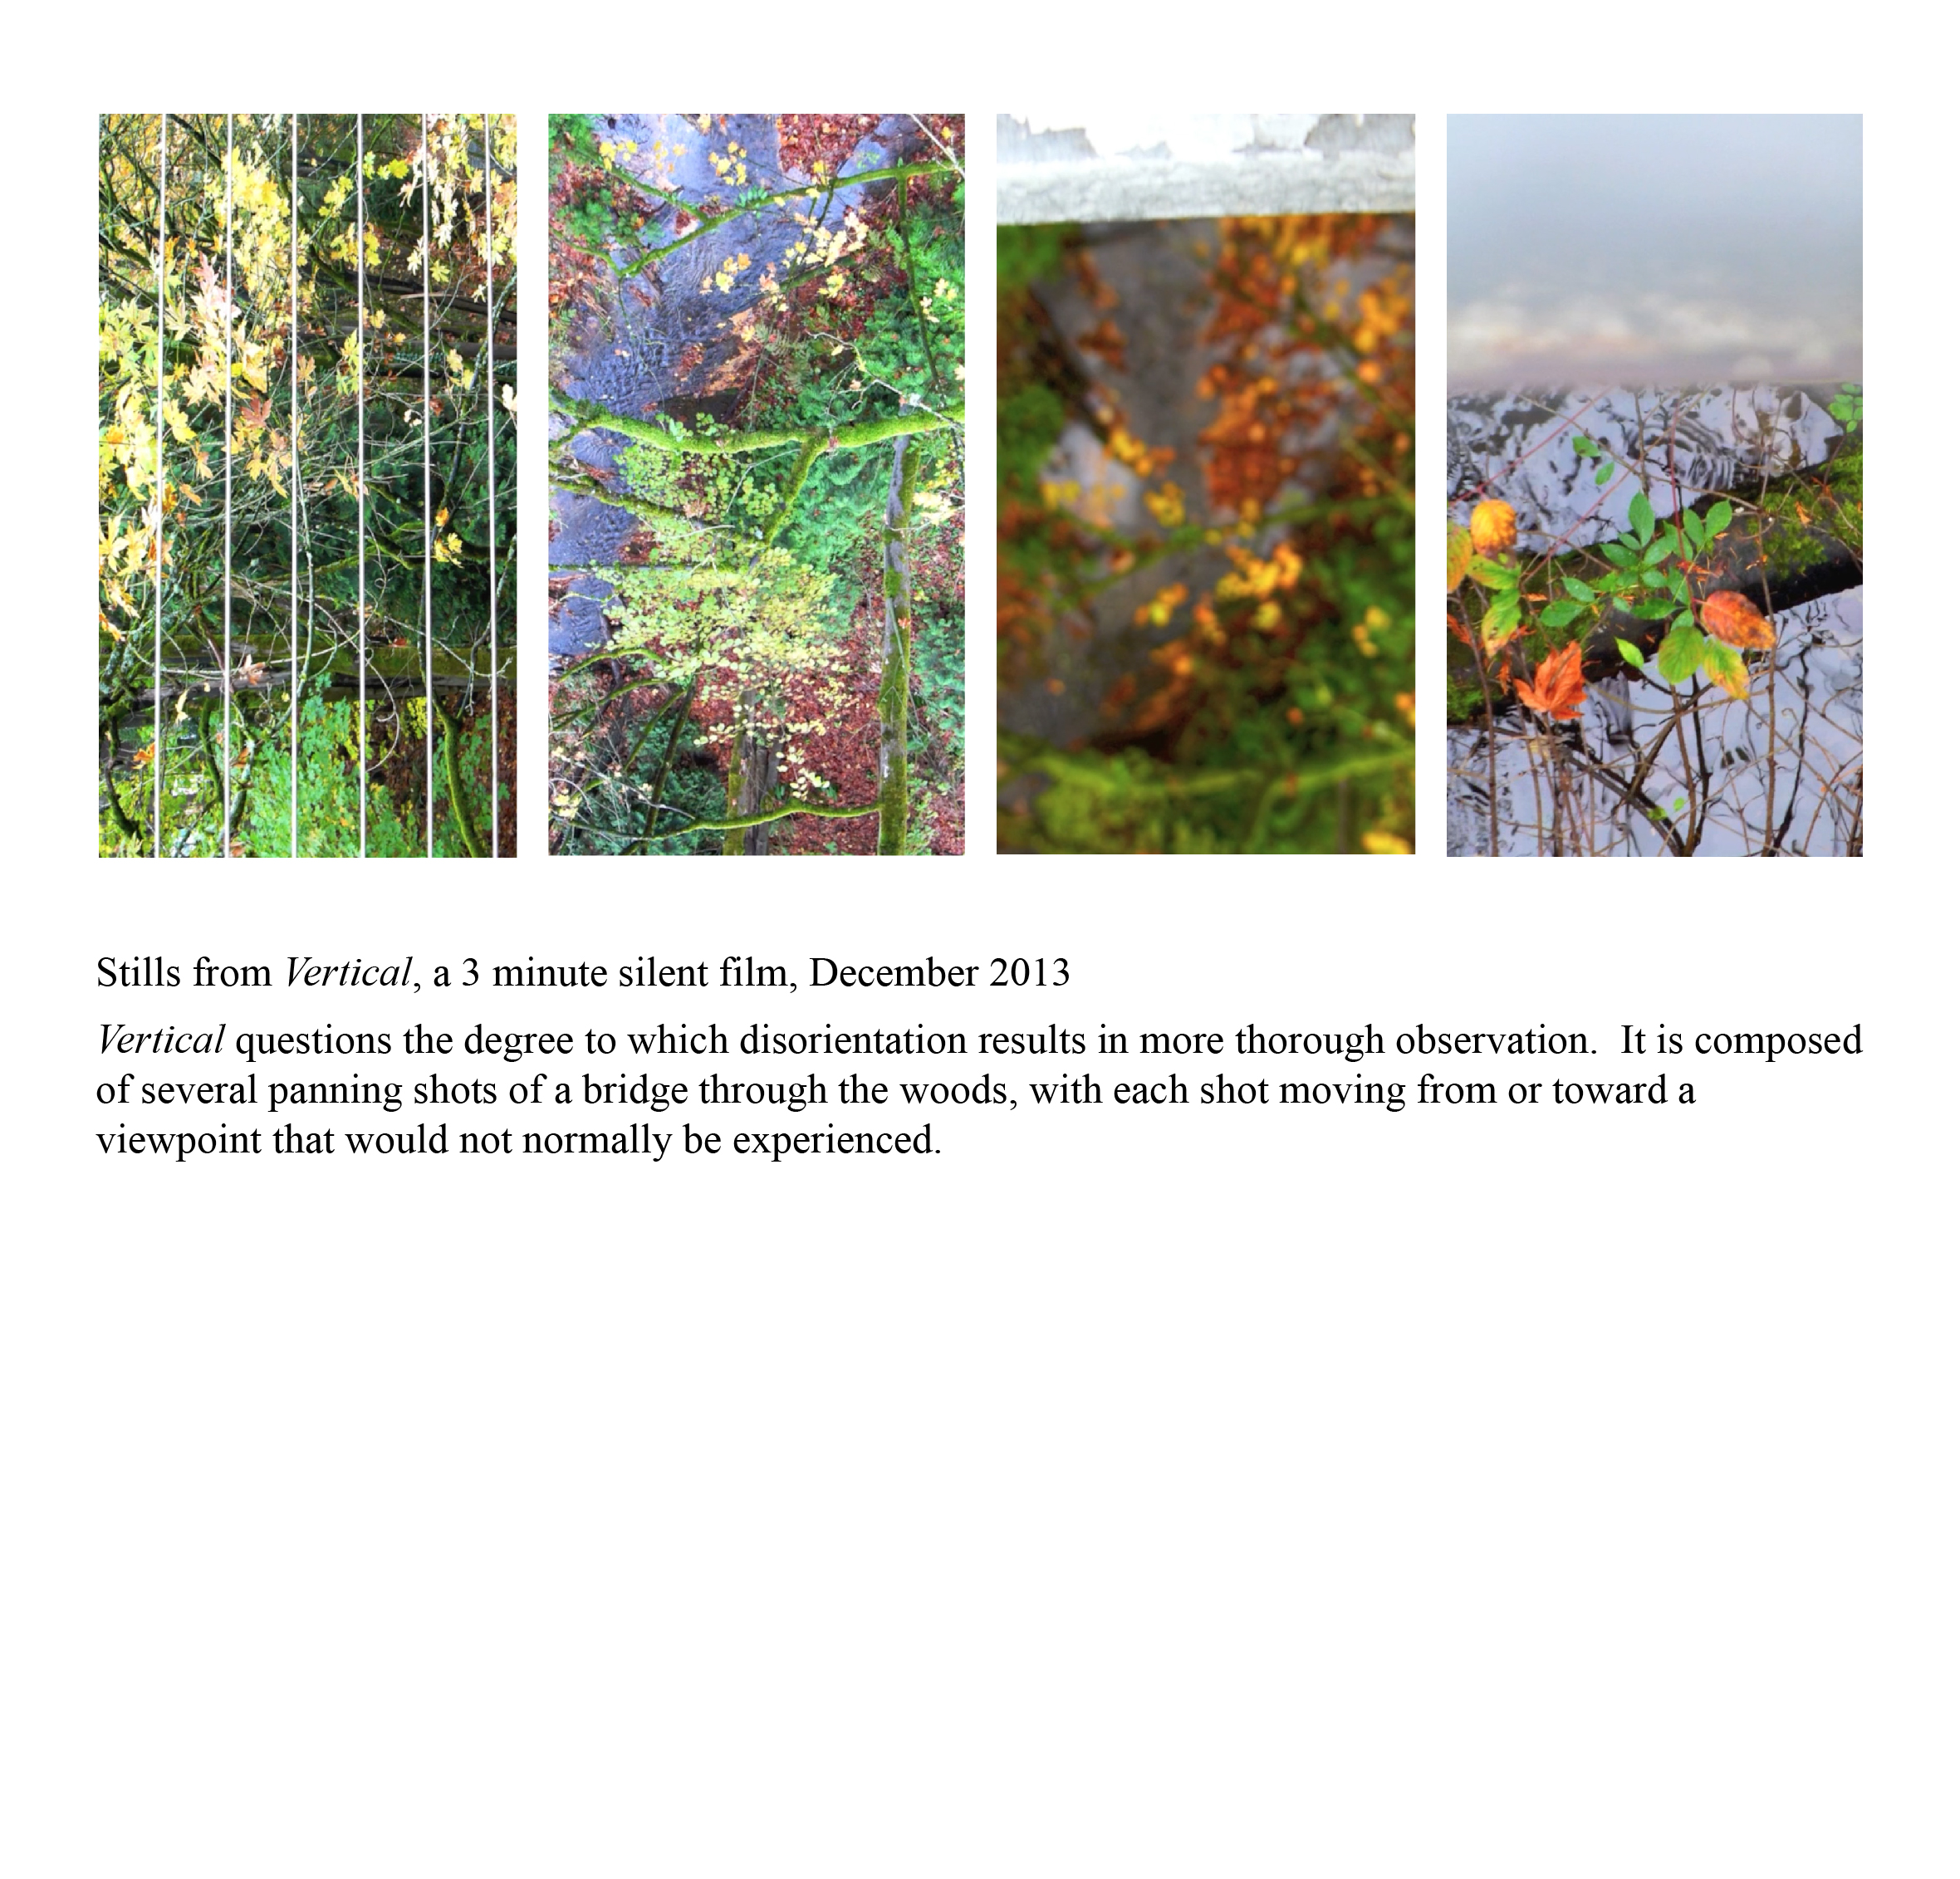 Stills from Vertical, a 3 minute silent film, December 2013
Vertical questions the degree to which disorientation results in more thorough observation.  It is composed
of several panning shots of a bridge through the woods, with each shot moving from or toward a
viewpoint that would not normally be experienced.